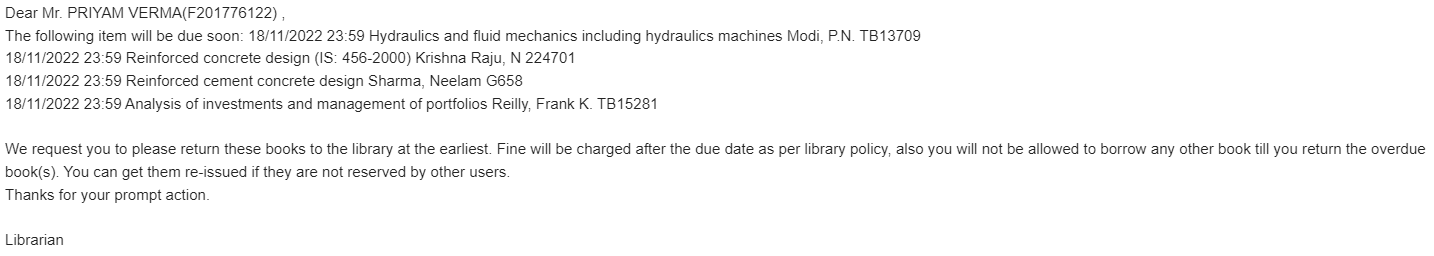 Dear Mr. PRIYAM VERMA(F201776122) ,
The following item will be due soon: 18/11/2022 23:59 Hydraulics and fluid mechanics including hydraulics machines Modi, P.N. TB13709
18/11/2022 23:59 Reinforced concrete design (IS: 456-2000) Krishna Raju, N 224701
18/11/2022 23:59 Reinforced cement concrete design Sharma, Neelam G658
18/11/2022 23:59 Analysis of investments and management of portfolios Reilly, Frank K. TB15281
We request you to please return these books to the library at the earliest. Fine will be charged after the due date as per library policy, also you will not be allowed to borrow any other book till you return the overdue
book(s). You can get them re-issued if they are not reserved by other users.
Thanks for your prompt action.
Librarian